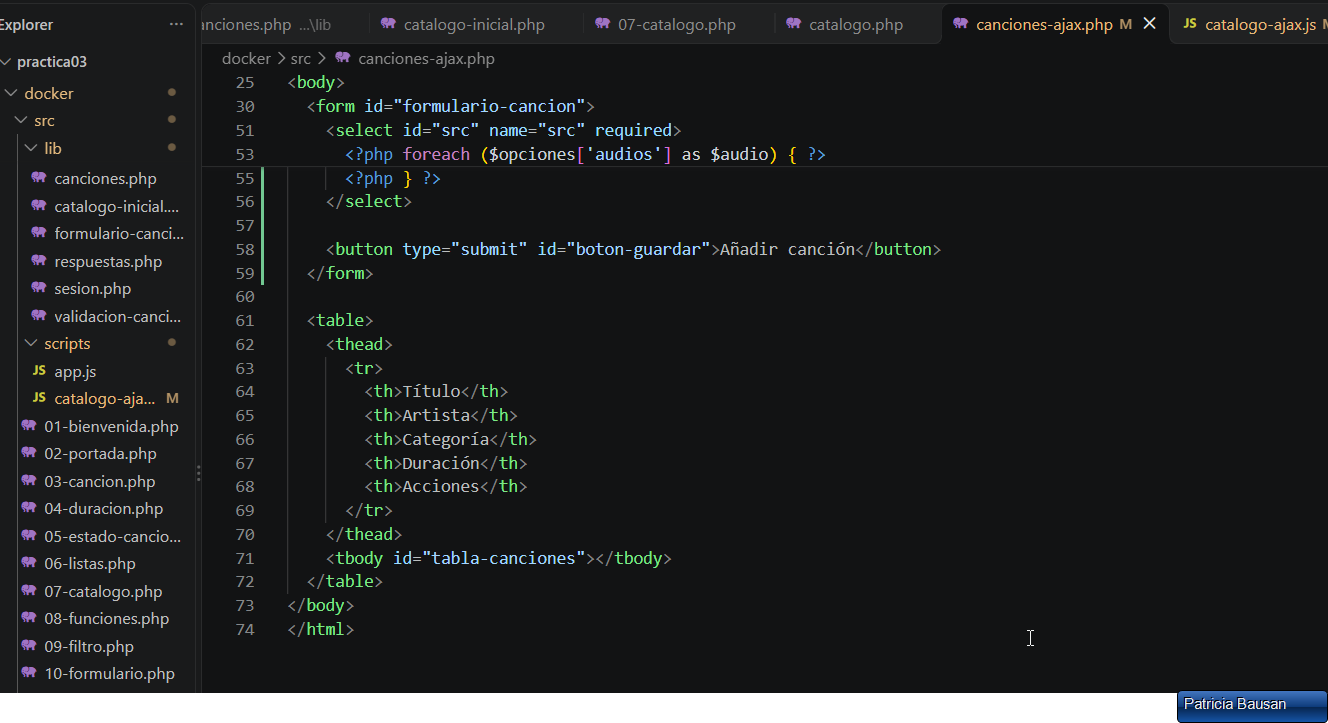 Explorer
···
practica03
docker
src
lib
canciones.php
catalogo-inicial....
formulario-canci...
respuestas.php
sesion.php
validacion-canci...
scripts
JS app.js
JS catalogo-aja... M
01-bienvenida.php
02-portada.php
03-cancion.php
04-duracion.php
05-estado-cancio...
06-listas.php
07-catalogo.php
08-funciones.php
09-filtro.php
10-formulario.php
anciones.php ...\lib
catalogo-inicial.php
07-catalogo.php
catalogo.php
canciones-ajax.php M
JS catalogo-ajax.js M
docker > src > canciones-ajax.php
25 <body>
30 <form id="formulario-cancion">
51 <select id="src" name="src" required>
53 <?php foreach ($opciones['audios'] as $audio) { ?>
55 <?php } ?>
56 </select>
57
58 <button type="submit" id="boton-guardar">Añadir canción</button>
59 </form>
60
61 <table>
62 <thead>
63 <tr>
64 <th>Título</th>
65 <th>Artista</th>
66 <th>Categoría</th>
67 <th>Duración</th>
68 <th>Acciones</th>
69 </tr>
70 </thead>
71 <tbody id="tabla-canciones"></tbody>
72 </table>
73 </body>
74 </html>
Patricia Bausan